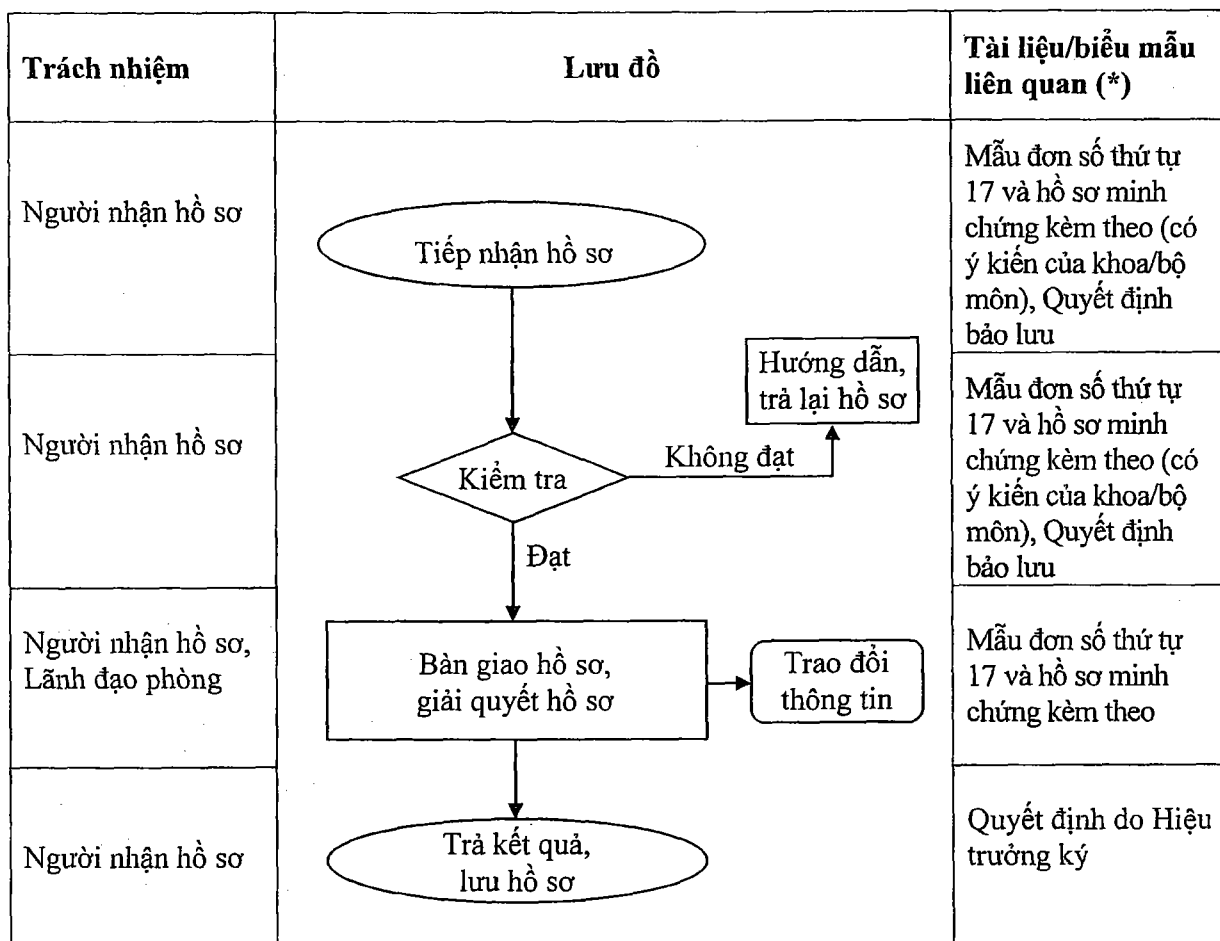 Trách nhiệm
Lưu đồ
Tài liệu/biểu mẫu
liên quan (*)
Người nhận hồ sơ
Tiếp nhận hồ sơ
Mẫu đơn số thứ tự
17 và hồ sơ minh
chứng kèm theo (có
ý kiến của khoa/bộ
môn), Quyết định
bảo lưu
Người nhận hồ sơ
Kiểm tra
Không đạt
Hướng dẫn,
trả lại hồ sơ
Đạt
Mẫu đơn số thứ tự
17 và hồ sơ minh
chứng kèm theo (có
ý kiến của khoa/bộ
môn), Quyết định
bảo lưu
Người nhận hồ sơ,
Lãnh đạo phòng
Bàn giao hồ sơ,
giải quyết hồ sơ
Trao đổi
thông tin
Mẫu đơn số thứ tự
17 và hồ sơ minh
chứng kèm theo
Người nhận hồ sơ
Trả kết quả,
lưu hồ sơ
Quyết định do Hiệu
trưởng ký